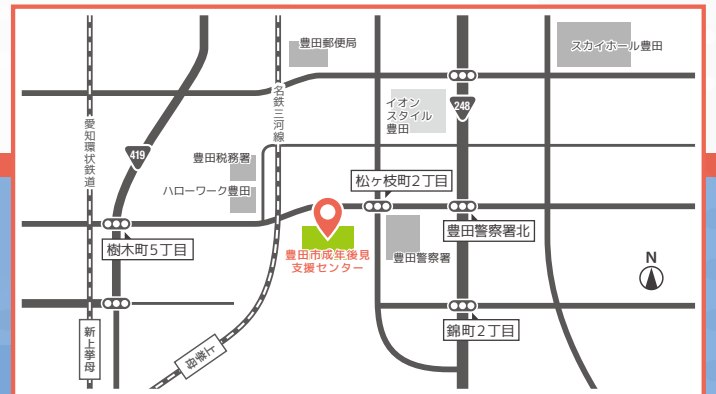 豊田郵便局
スカイホール豊田
名鉄三河線
イオン
スタイル
豊田
248
愛知環状鉄道
419
豊田税務署
ハローワーク豊田
松ヶ枝町2丁目
樹木町5丁目
豊田市成年後見
支援センター
豊田警察署
豊田警察署北
N
新上挙母
上挙母
錦町2丁目